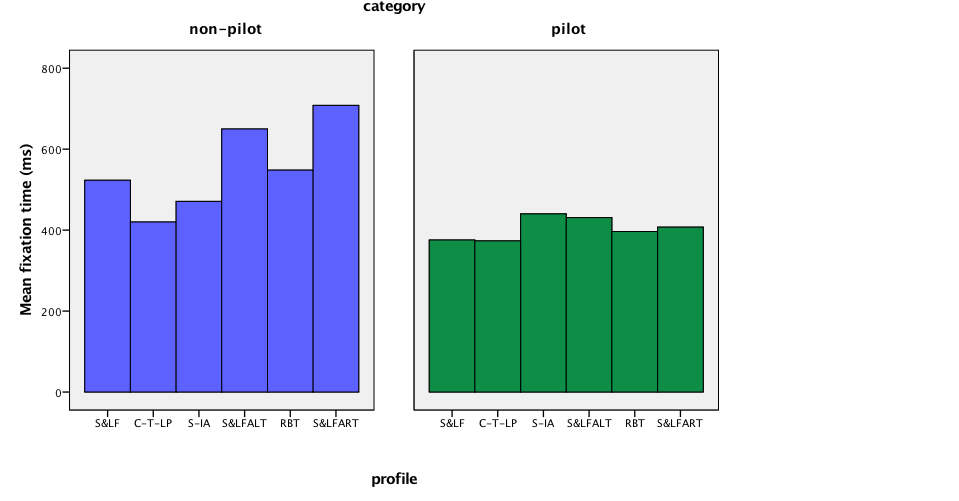 category
non-pilot
pilot
Mean fixation time (ms)
800
600
400
200
0
S&LF C-T-LP S-IA S&LFALT RBT S&LFART
S&LF C-T-LP S-IA S&LFALT RBT S&LFART
profile